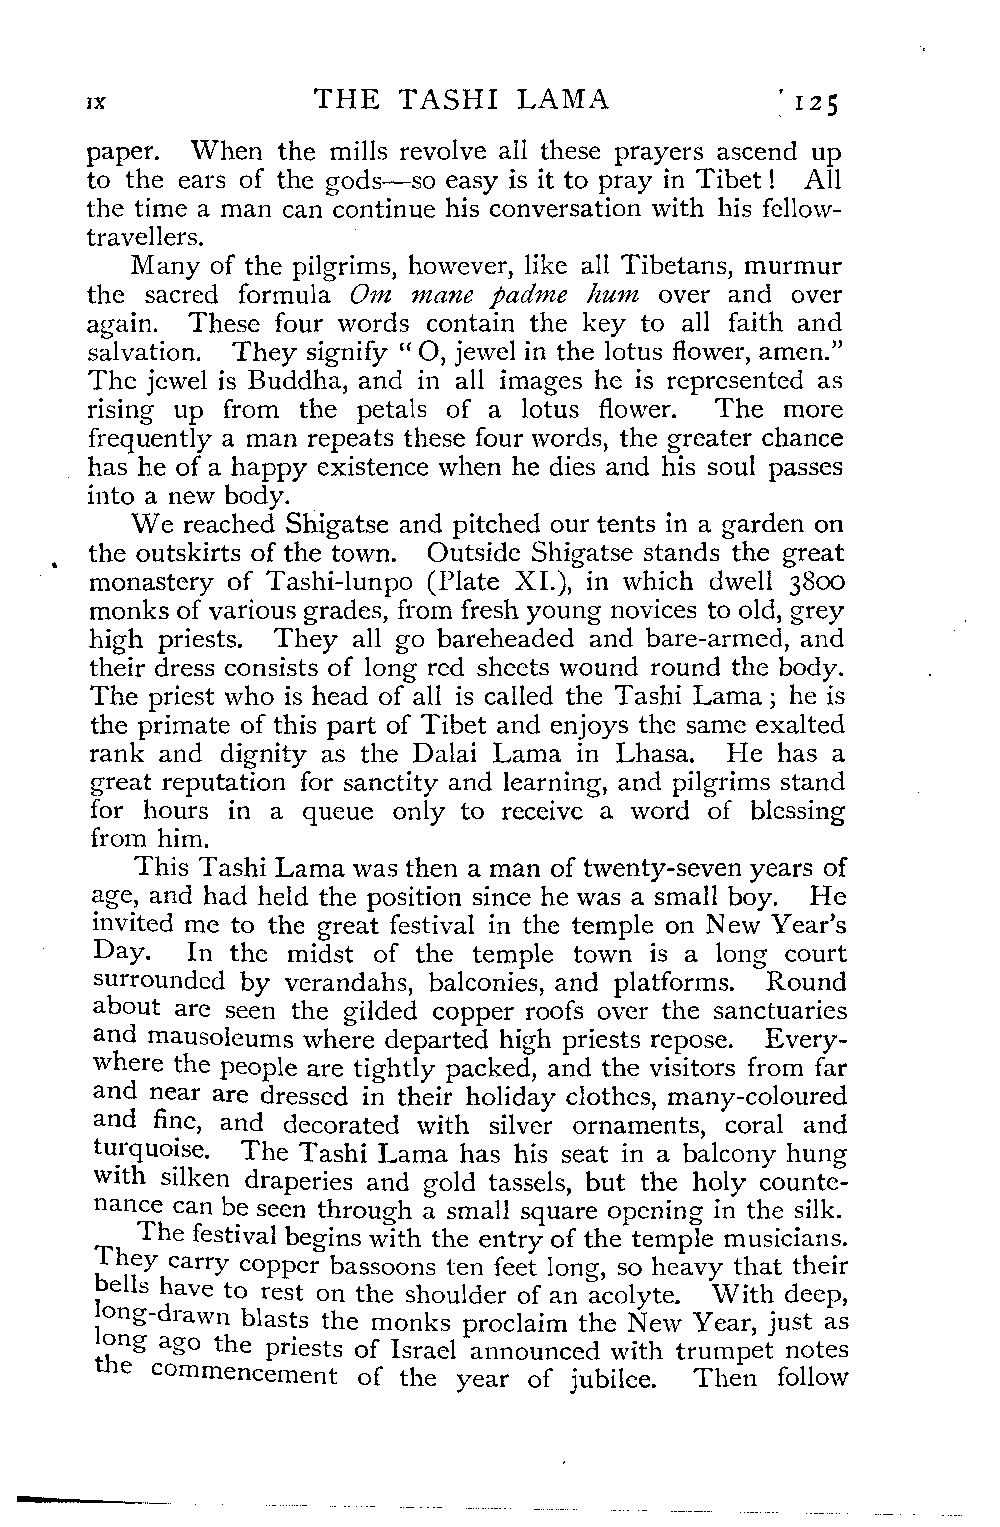 IX THE TASHI LAMA 125
paper. When the mills revolve all these prayers ascend up
to the ears of the gods—so easy is it to pray in Tibet! All
the time a man can continue his conversation with his fellow-
travellers.
Many of the pilgrims, however, like all Tibetans, murmur
the sacred formula Om mane padme hum over and over
again. These four words contain the key to all faith and
salvation. They signify “O, jewel in the lotus flower, amen.”
The jewel is Buddha, and in all images he is represented as
rising up from the petals of a lotus flower. The more
frequently a man repeats these four words, the greater chance
has he of a happy existence when he dies and his soul passes
into a new body.
We reached Shigatse and pitched our tents in a garden on
the outskirts of the town. Outside Shigatse stands the great
monastery of Tashi-lunpo (Plate XI.), in which dwell 3800
monks of various grades, from fresh young novices to old, grey
high priests. They all go bareheaded and bare-armed, and
their dress consists of long red sheets wound round the body.
The priest who is head of all is called the Tashi Lama; he is
the primate of this part of Tibet and enjoys the same exalted
rank and dignity as the Dalai Lama in Lhasa. He has a
great reputation for sanctity and learning, and pilgrims stand
for hours in a queue only to receive a word of blessing
from him.
This Tashi Lama was then a man of twenty-seven years of
age, and had held the position since he was a small boy. He
invited me to the great festival in the temple on New Year's
Day. In the midst of the temple town is a long court
surrounded by verandahs, balconies, and platforms. Round
about are seen the gilded copper roofs over the sanctuaries
and mausoleums where departed high priests repose. Every-
where the people are tightly packed, and the visitors from far
and near are dressed in their holiday clothes, many-coloured
and fine, and decorated with silver ornaments, coral and
turquoise. The Tashi Lama has his seat in a balcony hung
with silken draperies and gold tassels, but the holy counte-
nance can be seen through a small square opening in the silk.
The festival begins with the entry of the temple musicians.
They carry copper bassoons ten feet long, so heavy that their
bells have to rest on the shoulder of an acolyte. With deep,
long-drawn blasts the monks proclaim the New Year, just as
long ago the priests of Israel announced with trumpet notes
the commencement of the year of jubilee. Then follow